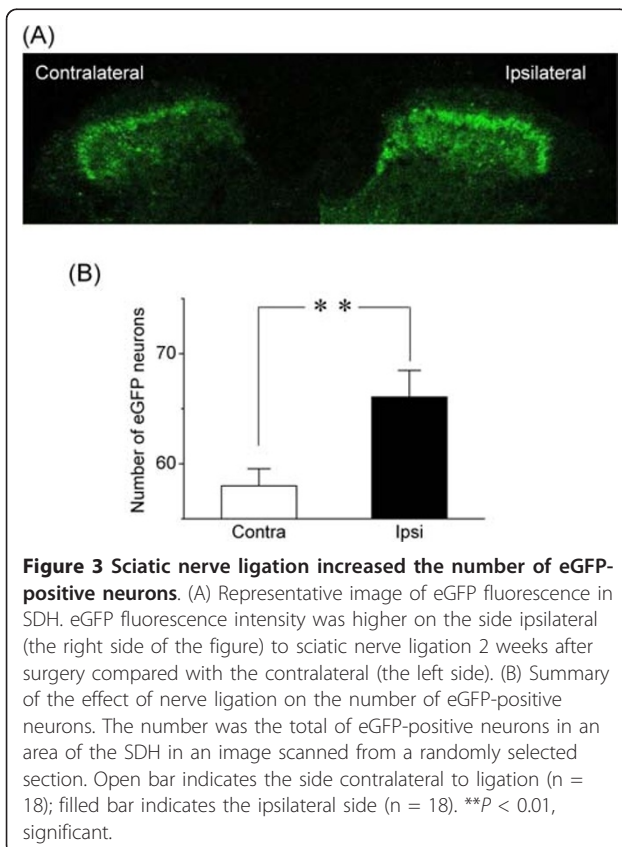 (A)
Contralateral Ipsilateral
(B)
Number of eGFP neurons
70
60
* *
Contra Ipsi
Figure 3 Sciatic nerve ligation increased the number of eGFP-
positive neurons. (A) Representative image of eGFP fluorescence in
SDH. eGFP fluorescence intensity was higher on the side ipsilateral
(the right side of the figure) to sciatic nerve ligation 2 weeks after
surgery compared with the contralateral (the left side). (B) Summary
of the effect of nerve ligation on the number of eGFP-positive
neurons. The number was the total of eGFP-positive neurons in an
area of the SDH in an image scanned from a randomly selected
section. Open bar indicates the side contralateral to ligation (n =
18); filled bar indicates the ipsilateral side (n = 18). **P < 0.01,
significant.